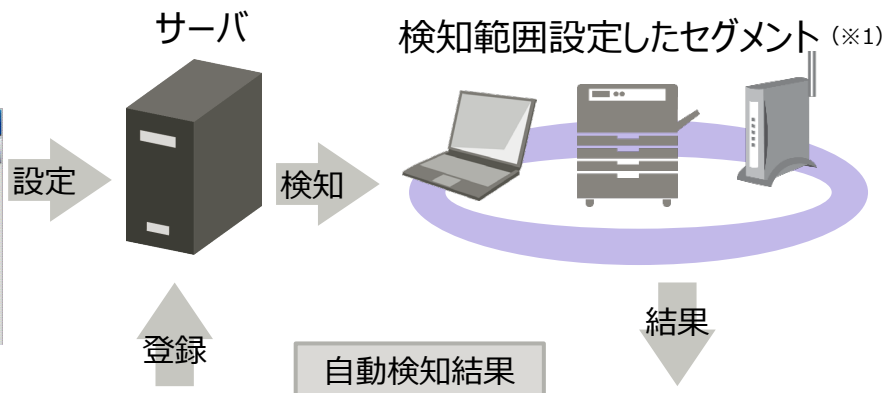 サーバ
検知範囲設定したセグメント（※1）
設定
検知
登録
自動検知結果
結果